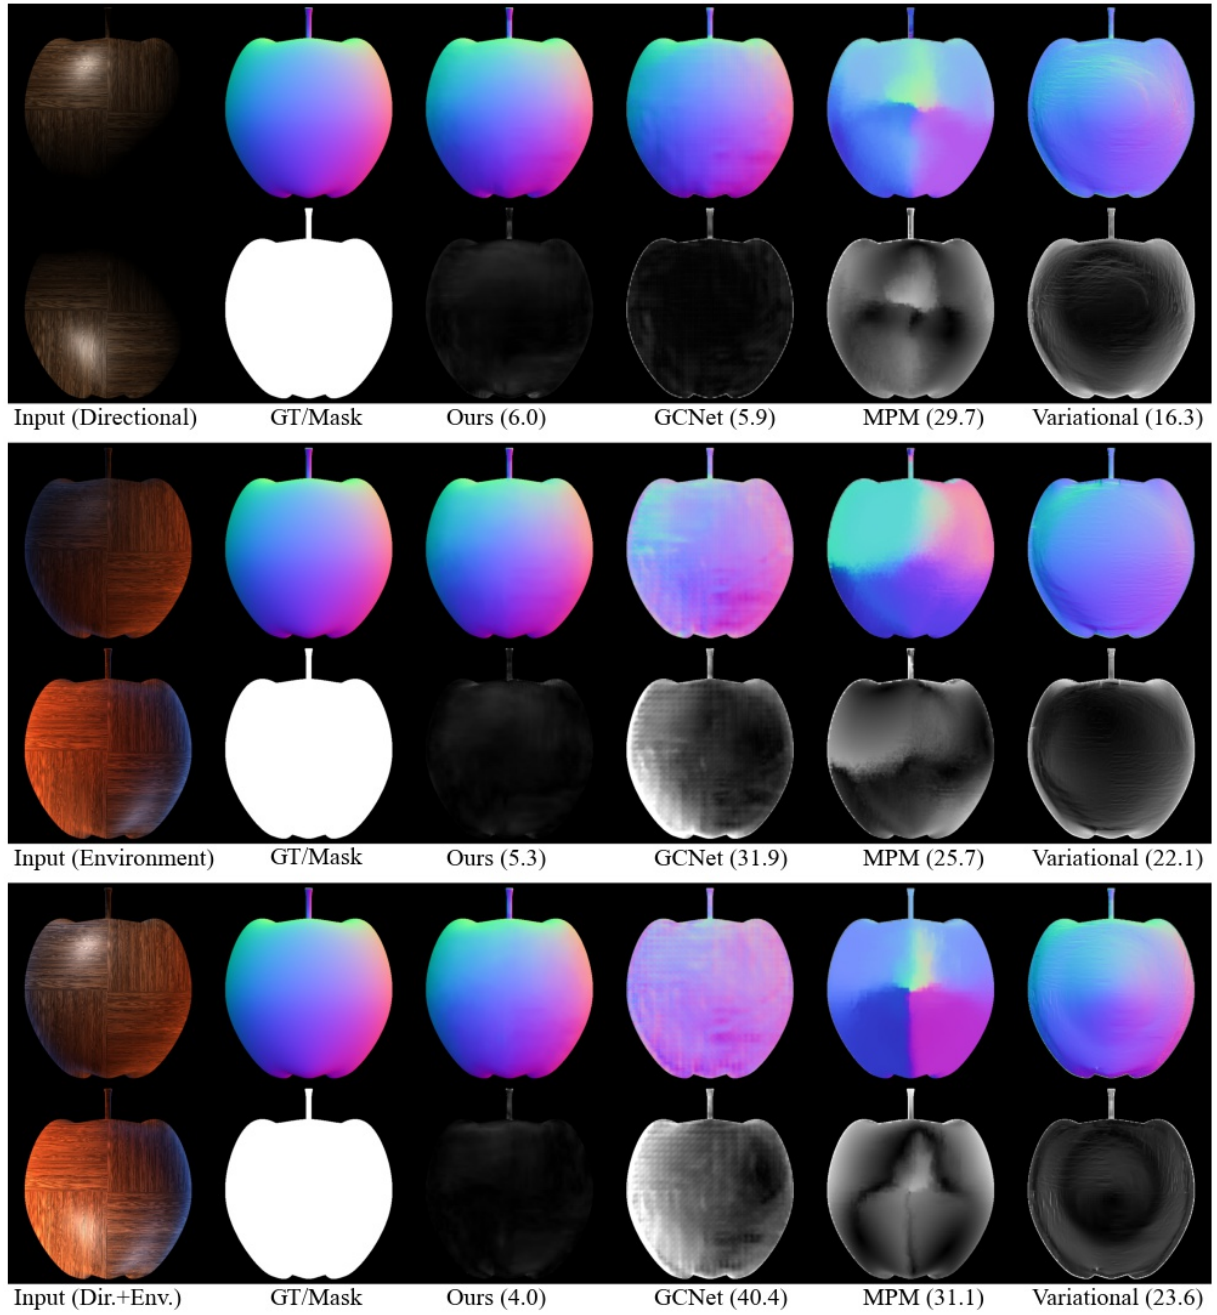 Input (Directional) GT/Mask Ours (6.0) GCNet (5.9) MPM (29.7) Variational (16.3)
Input (Environment) GT/Mask Ours (5.3) GCNet (31.9) MPM (25.7) Variational (22.1)
Input (Dir.+Env.) GT/Mask Ours (4.0) GCNet (40.4) MPM (31.1) Variational (23.6)